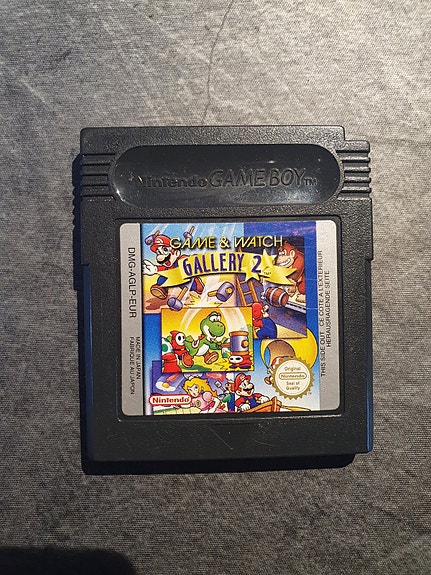 Nintendo GAME BOY TM
GAME & WATCH
GALLERY 2
DMG-AGLP-EUR
MADE IN JAPAN
FABRIQUÉ AU JAPON
THIS SIDE OUT CE CÔTÉ À L'EXTÉRIEUR
HERAUSRAGENDE SEITE
Original
Nintendo
Seal of
Quality
Nintendo